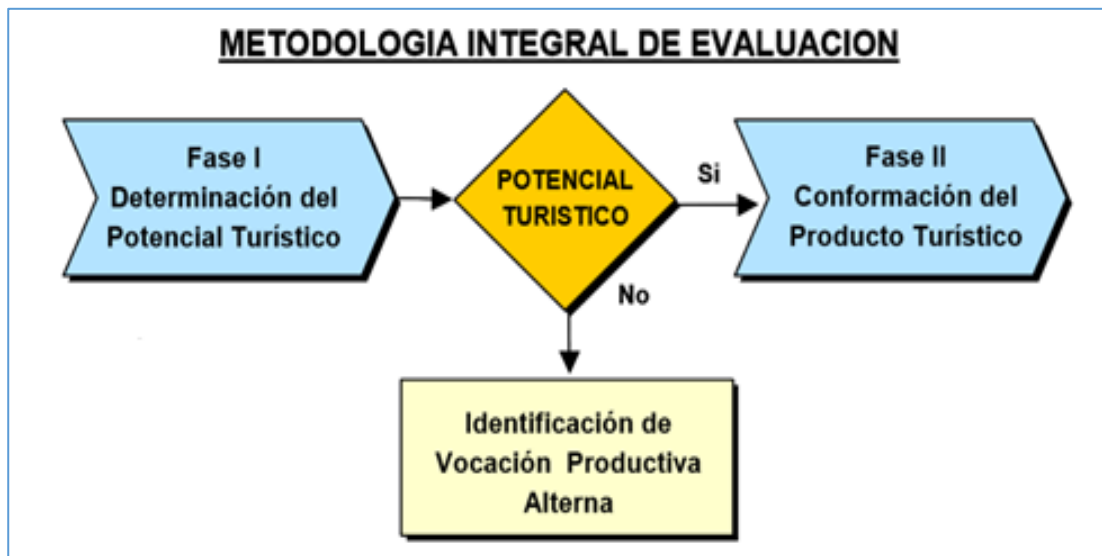 METODOLOGIA INTEGRAL DE EVALUACION
Fase I
Determinación del
Potencial Turístico
POTENCIAL
TURISTICO
Si
No
Fase II
Conformación del
Producto Turístico
Identificación de
Vocación Productiva
Alterna